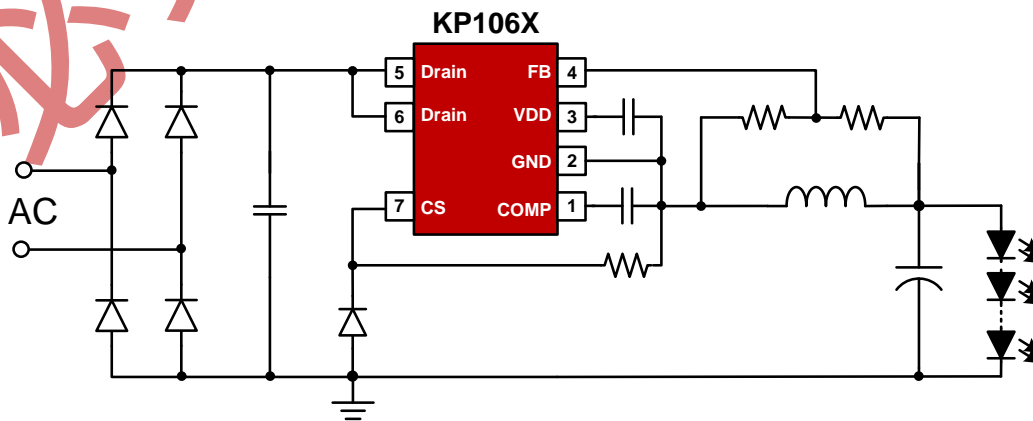 KP106X
5 Drain FB 4
6 Drain VDD 3
GND 2
7 CS COMP 1
AC